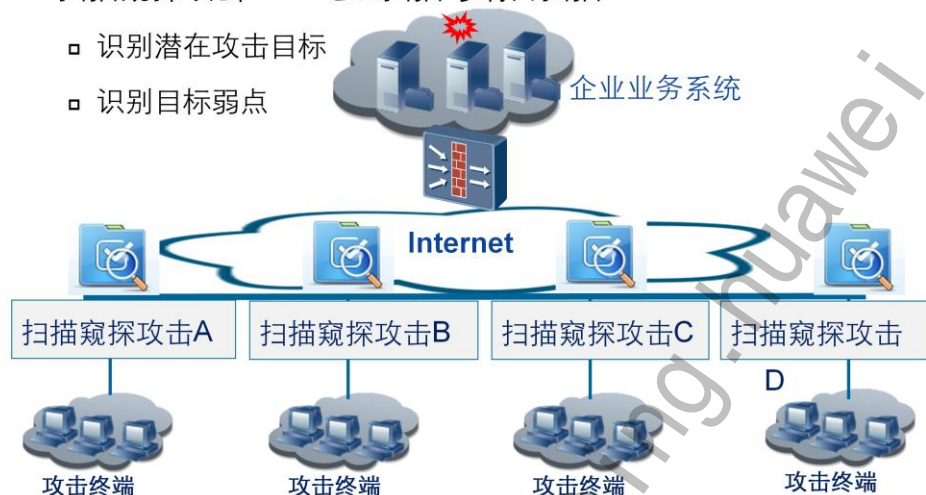 识别潜在攻击目标
识别目标弱点
企业业务系统
Internet
扫描窥探攻击A
扫描窥探攻击B
扫描窥探攻击C
扫描窥探攻击
D
攻击终端
攻击终端
攻击终端
攻击终端
ng.huawei